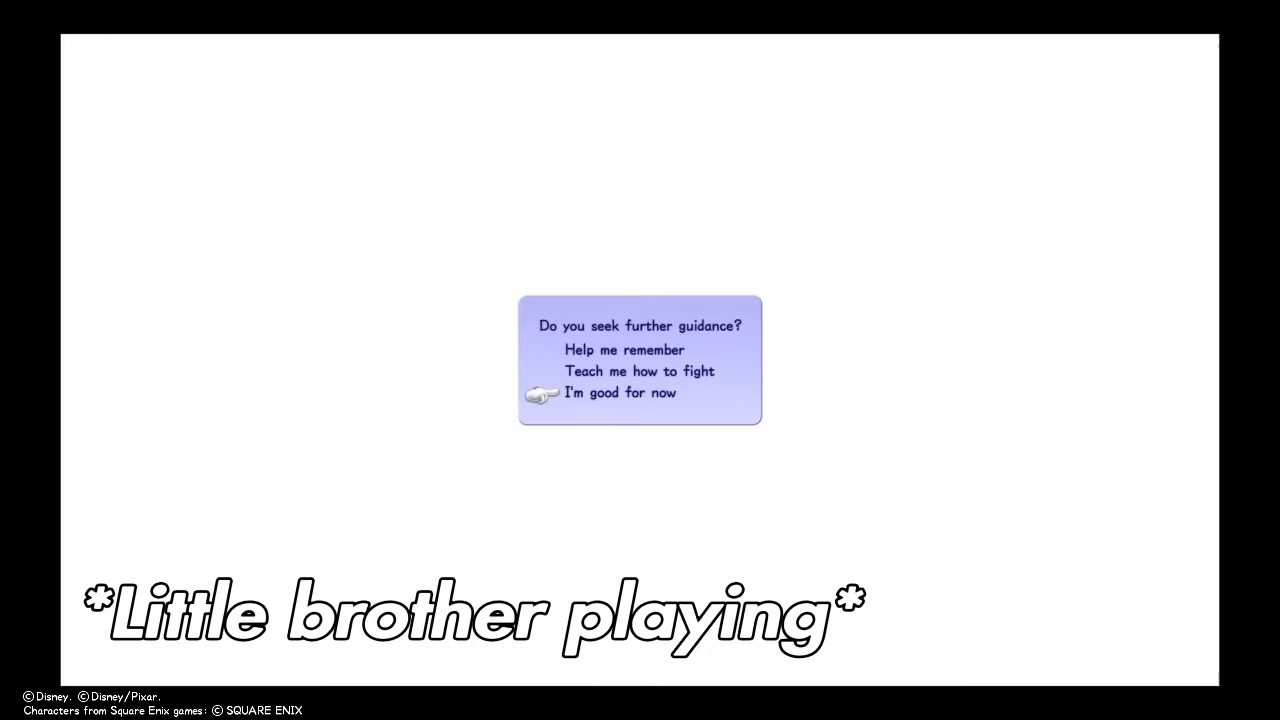 Do you seek further guidance?
Help me remember
Teach me how to fight
I'm good for now
*Little brother playing*
©Disney. ©Disney/Pixar.
Characters from Square Enix games: © SQUARE ENIX